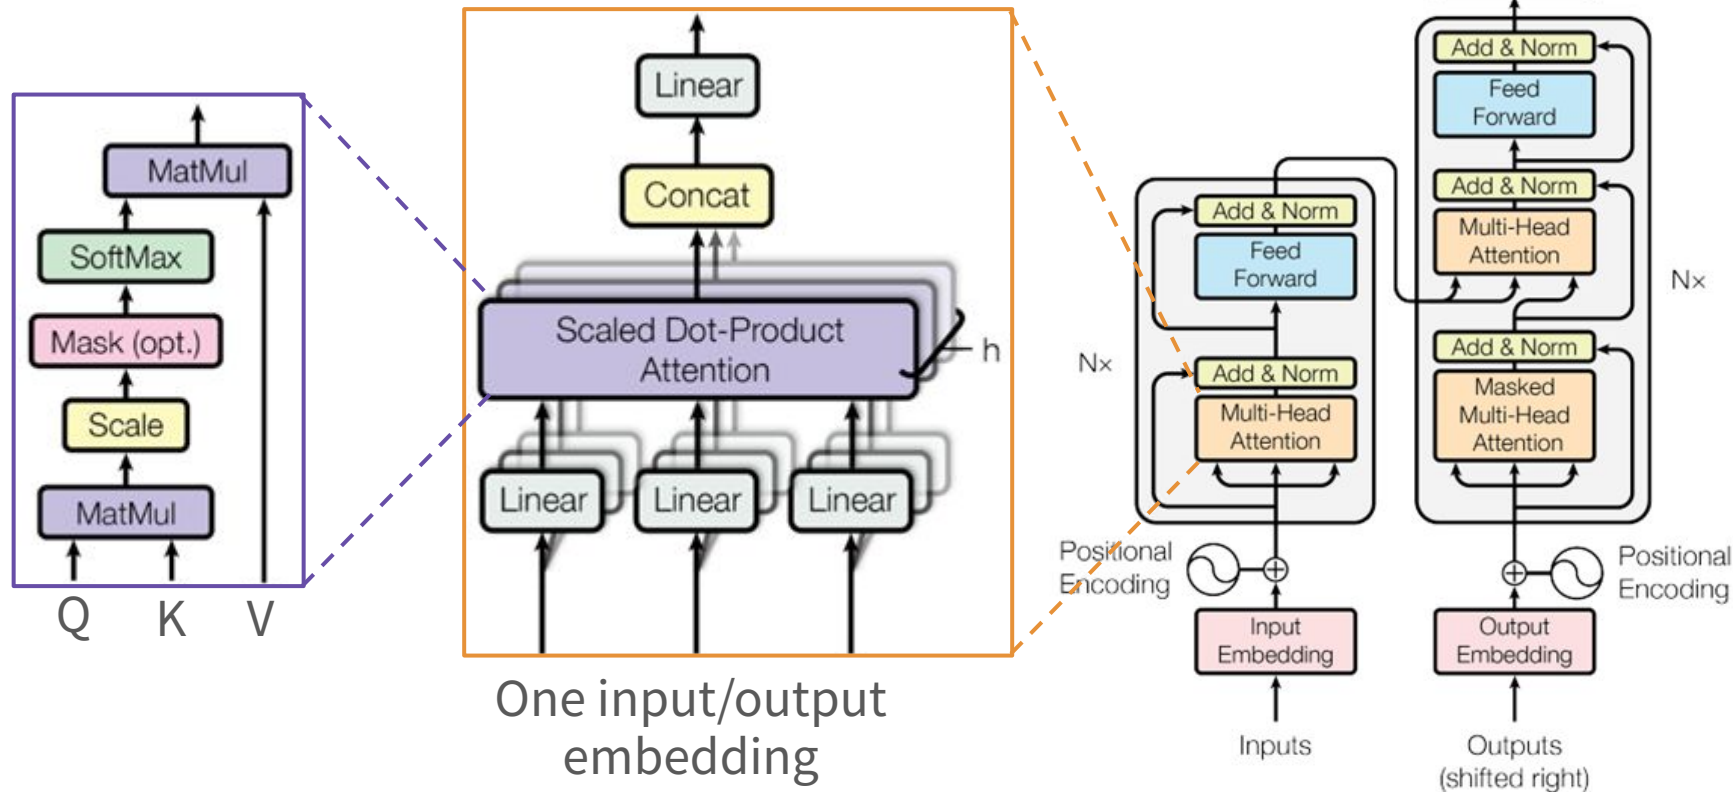 MatMul
SoftMax
Mask (opt.)
Scale
MatMul
Q K V
Linear
Concat
Scaled Dot-Product
Attention
h
Linear Linear Linear
One input/output
embedding
Add & Norm
Feed
Forward
Add & Norm
Multi-Head
Attention
N×
Positional
Encoding
Input
Embedding
Inputs
Add & Norm
Feed
Forward
Add & Norm
Multi-Head
Attention
N×
Add & Norm
Masked
Multi-Head
Attention
Positional
Encoding
Output
Embedding
Outputs
(shifted right)